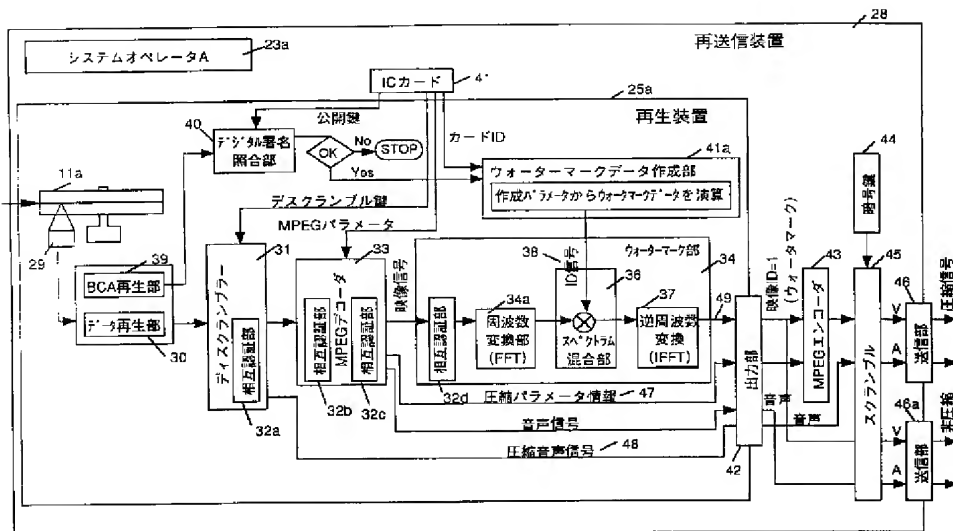 28
再送信装置
システムオペレータA
23a
ICカード
41
25a
公開鍵
再生装置
40
デジタル署名
照合部
OK
No
STOP
Yes
カードID
41a
ウォーターマークデータ作成部
作成パラメータからウォータマークデータを演算
44
暗号鍵
11a
ディスクランブル鍵
MPEGパラメータ
29
31
33
映像信号
38
ID信号
ウォーターマーク部
36
34
39
BCA再生部
データ再生部
30
ディスクランブラー
相互認証部
32a
相互認証部
32b
MPEGデコーダ
相互認証部
32c
相互認証部
32d
34a
周波数
変換部
(FFT)
スペクトラム
混合部
37
逆周波数
変換
(IFFT)
49
出力部
42
映像ID=1
(ウォータマーク)
43
MPEGエンコーダ
45
スクランブル
46
V
送信部
A
圧縮信号
46a
V
送信部
A
非圧縮
圧縮パラメータ情報
47
音声信号
圧縮音声信号
48
音声
音声